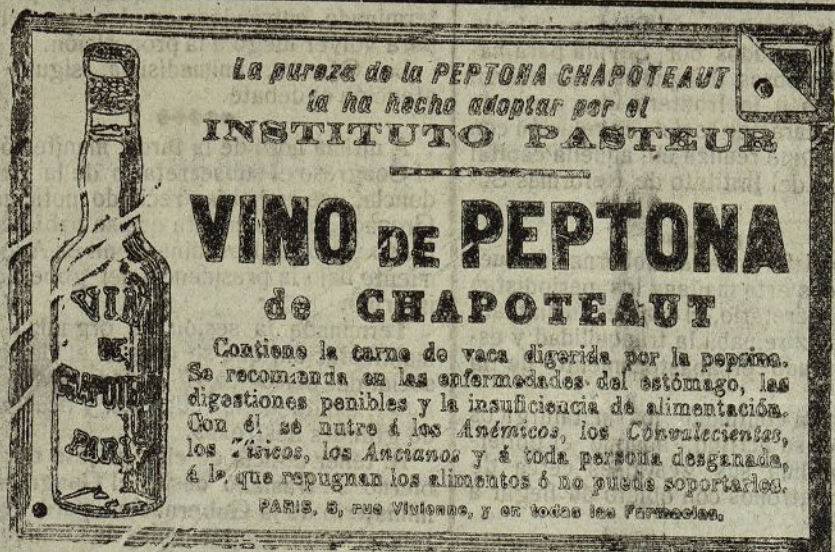 La pureza de la PEPTONA CHAPOTEAUT
la ha hecho adoptar por el
INSTITUTO PASTEUR
VINO DE PEPTONA
de CHAPOTEAUT
Contiene la carne de vaca digerida por la pepsina.
Se recomienda en las enfermedades del estómago, las
digestiones penibles y la insuficiencia de alimentación.
Con él se nutre á los Anémicos, los Convalecientes,
los Tísicos, los Ancianos y á toda persona desganada,
á la que repugnan los alimentos ó no puede soportarlos.
PARIS, 8, rue Vivienne, y en todas las Farmacias.
VIN
DE
CHAPOTEAUT
PARIS